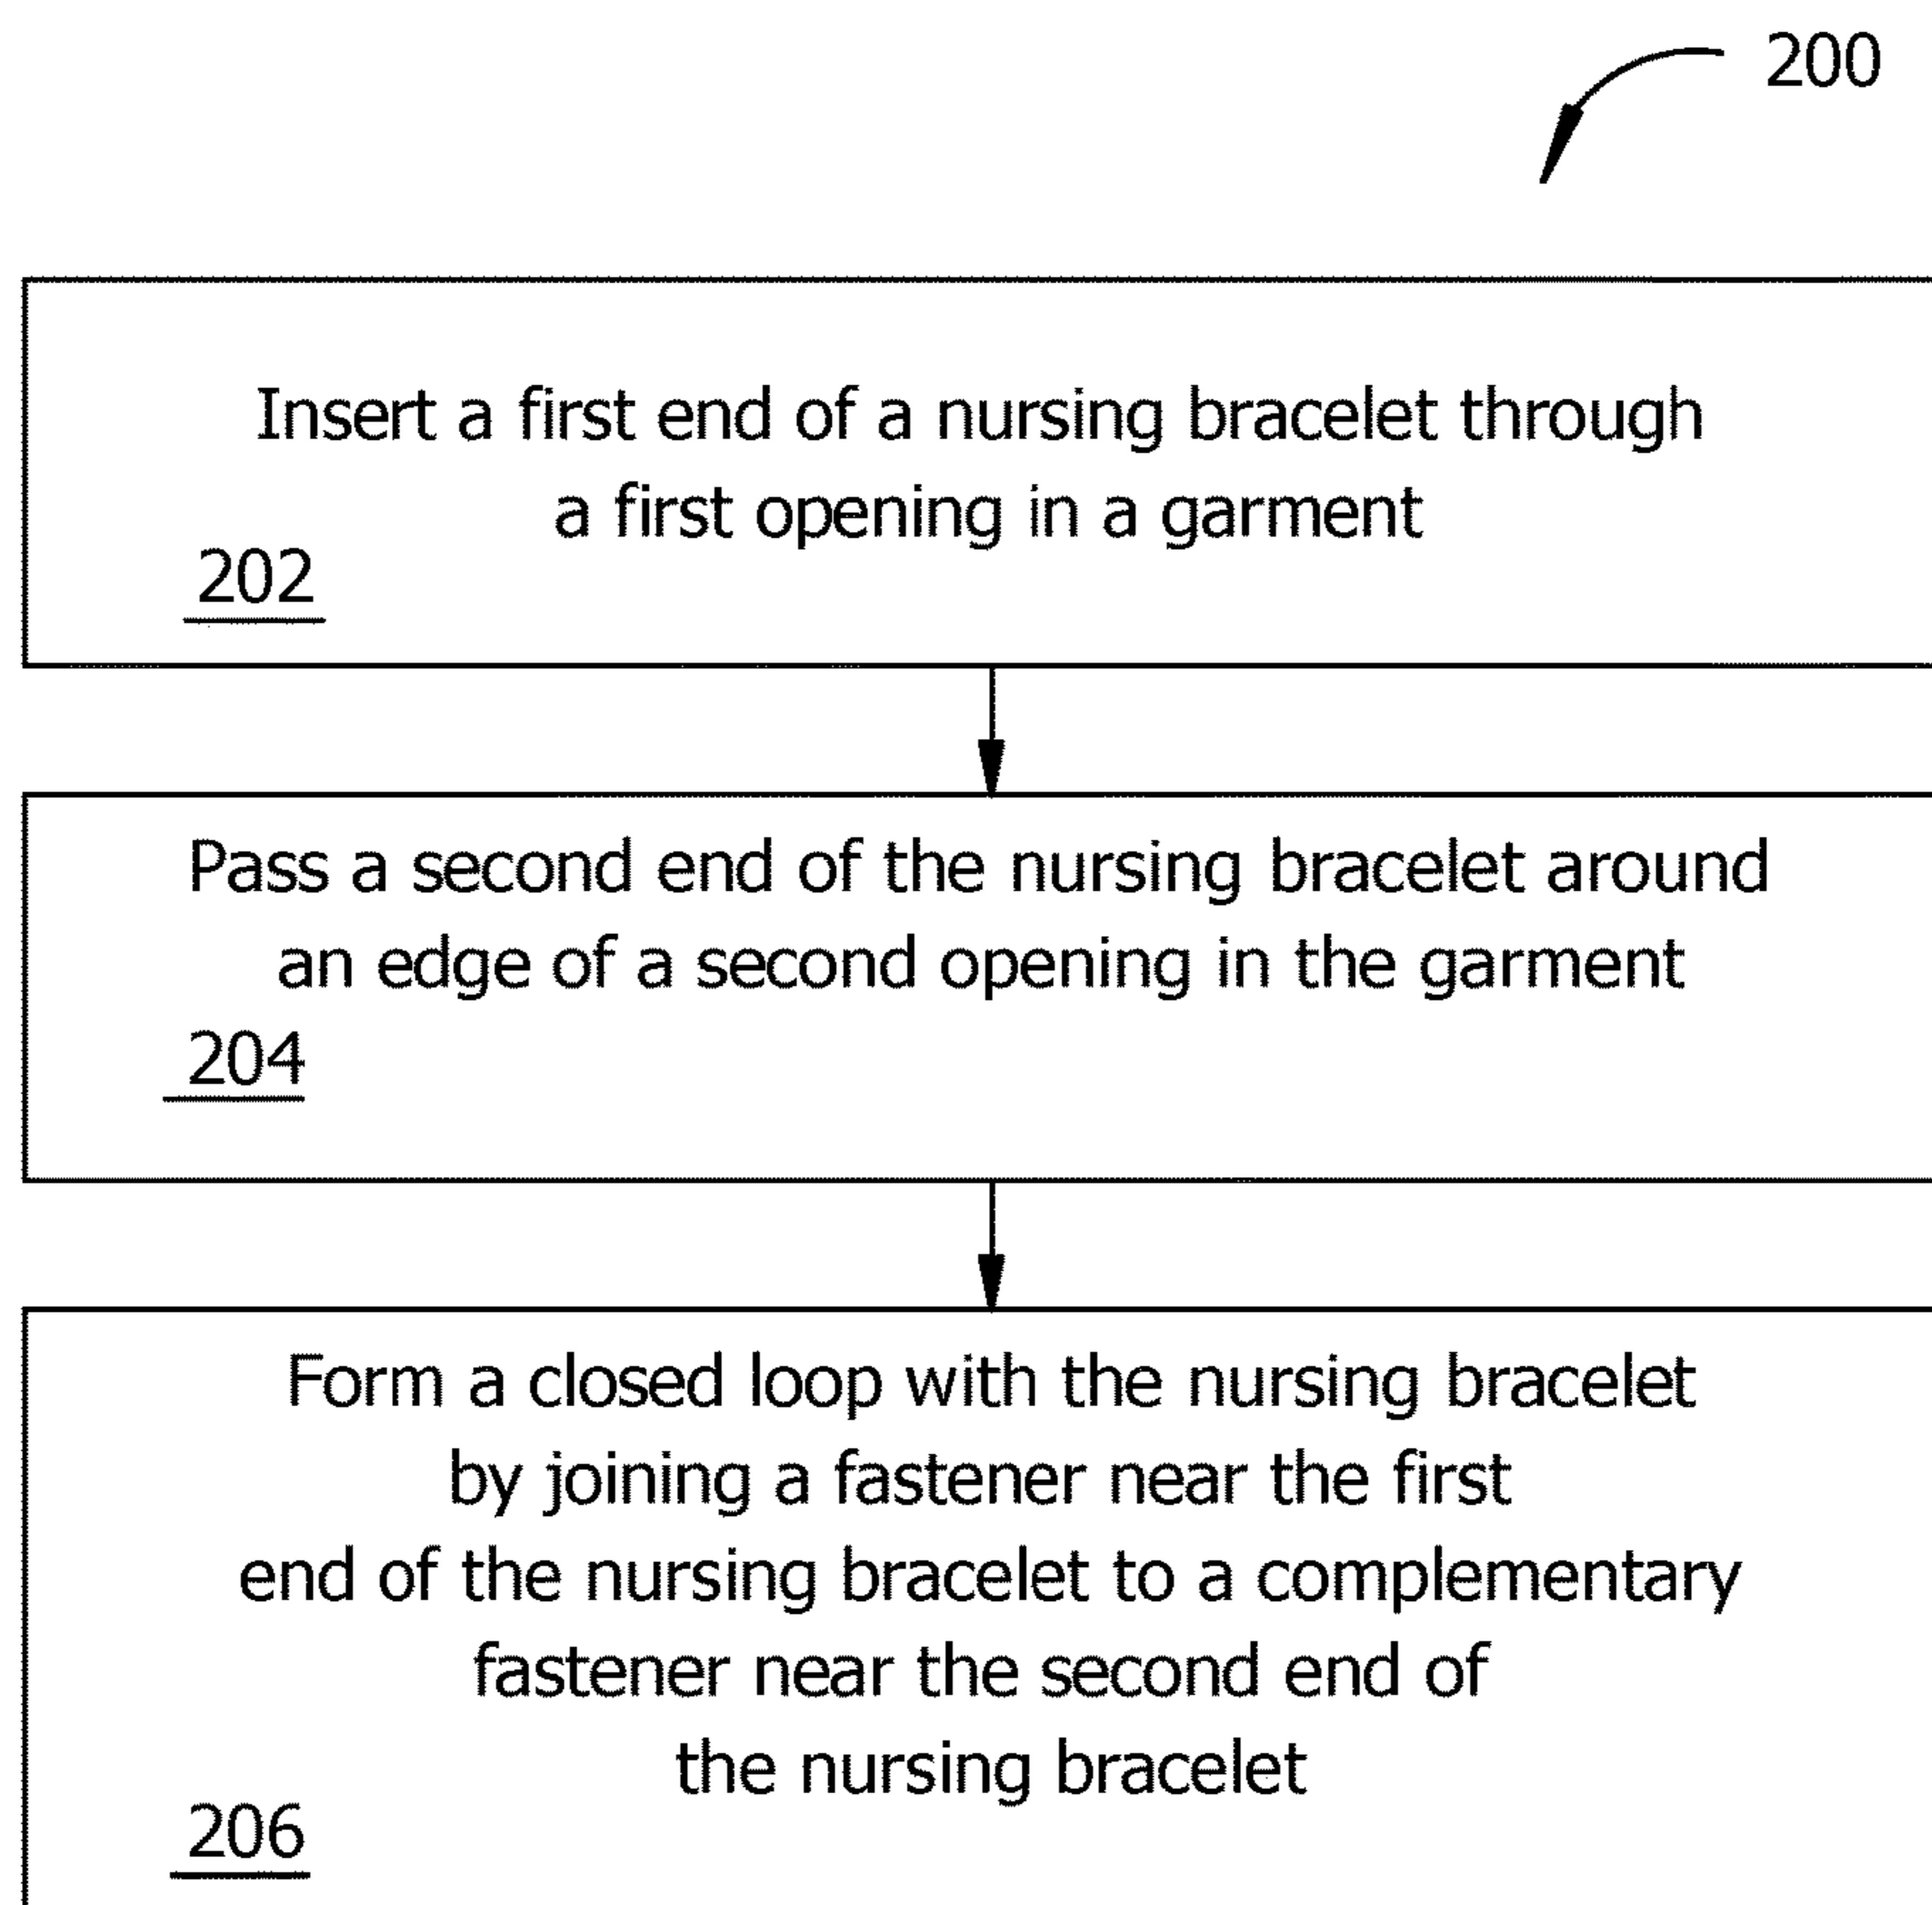 200
Insert a first end of a nursing bracelet through
a first opening in a garment
202
Pass a second end of the nursing bracelet around
an edge of a second opening in the garment
204
Form a closed loop with the nursing bracelet
by joining a fastener near the first
end of the nursing bracelet to a complementary
fastener near the second end of
the nursing bracelet
206